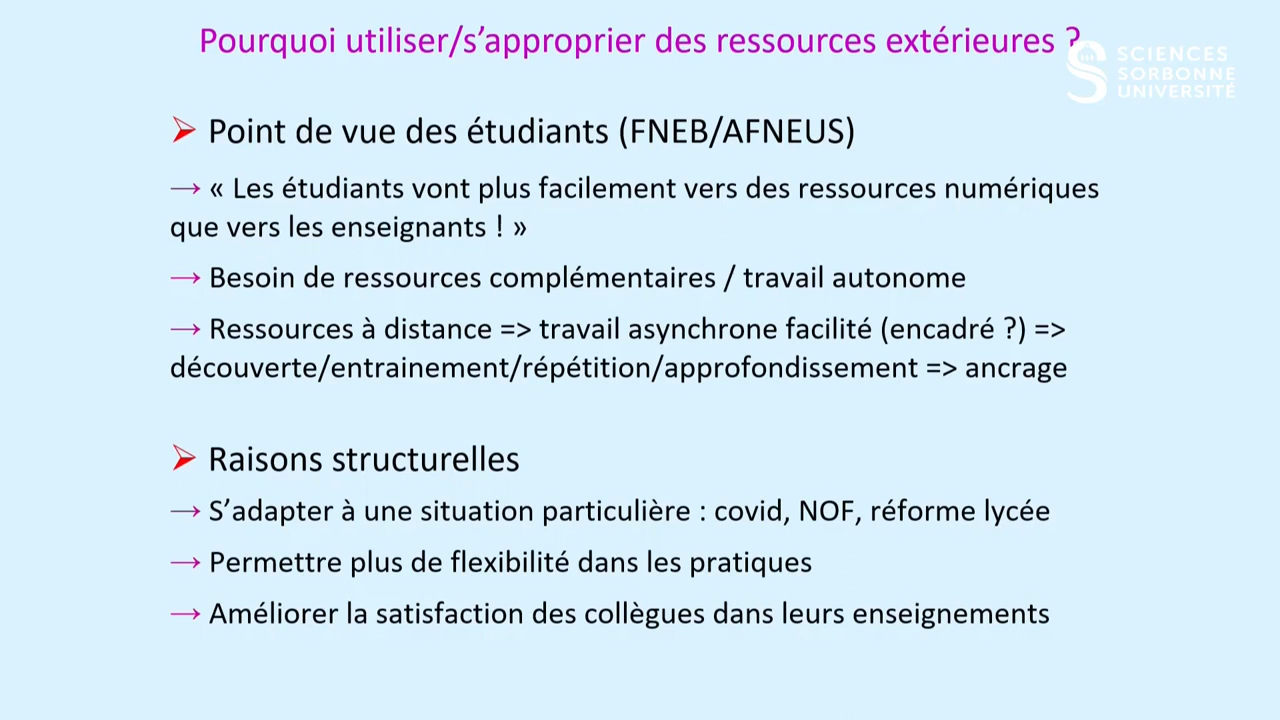 Pourquoi utiliser/s’approprier des ressources extérieures ?
SCIENCES
SORBONNE
UNIVERSITÉ
➢ Point de vue des étudiants (FNEB/AFNEUS)
→ « Les étudiants vont plus facilement vers des ressources numériques
que vers les enseignants ! »
→ Besoin de ressources complémentaires / travail autonome
→ Ressources à distance => travail asynchrone facilité (encadré ?) =>
découverte/entrainement/répétition/approfondissement => ancrage
➢ Raisons structurelles
→ S’adapter à une situation particulière : covid, NOF, réforme lycée
→ Permettre plus de flexibilité dans les pratiques
→ Améliorer la satisfaction des collègues dans leurs enseignements